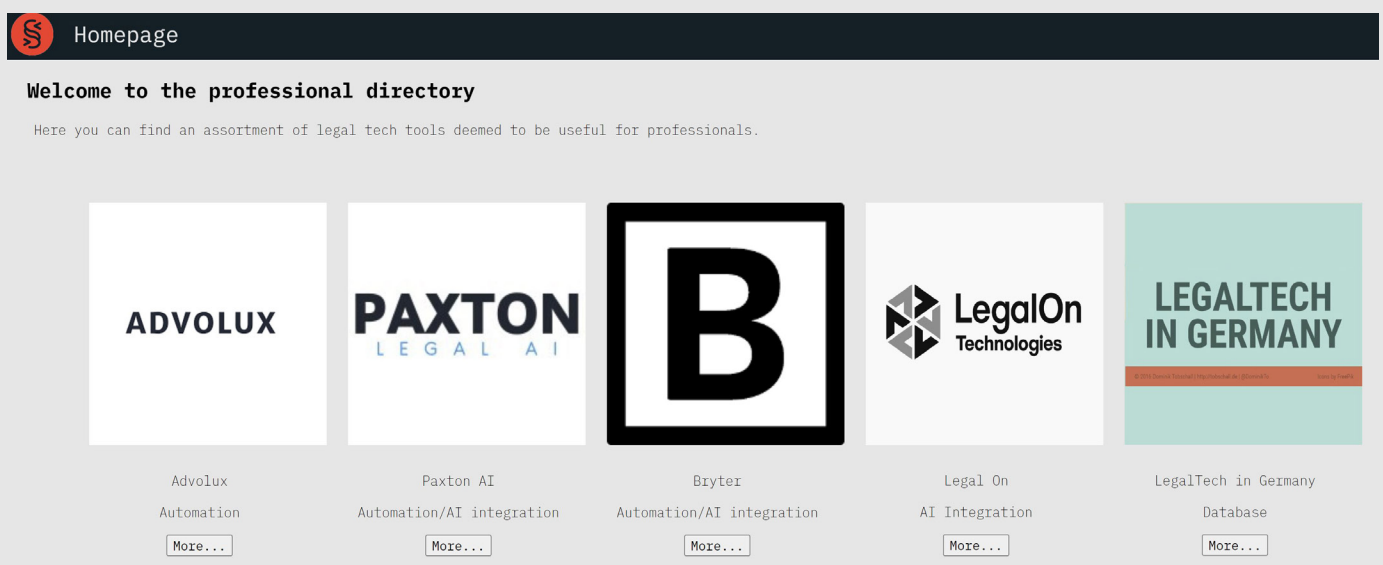 Homepage
Welcome to the professional directory
Here you can find an assortment of legal tech tools deemed to be useful for professionals.
ADVOLUX
PAXTON
LEGAL AI
B
LegalOn
Technologies
LEGALTECH
IN GERMANY
Advolux
Paxton AI
Bryter
Legal On
LegalTech in Germany
Automation
Automation/AI integration
Automation/AI integration
AI Integration
Database
More...
More...
More...
More...
More...